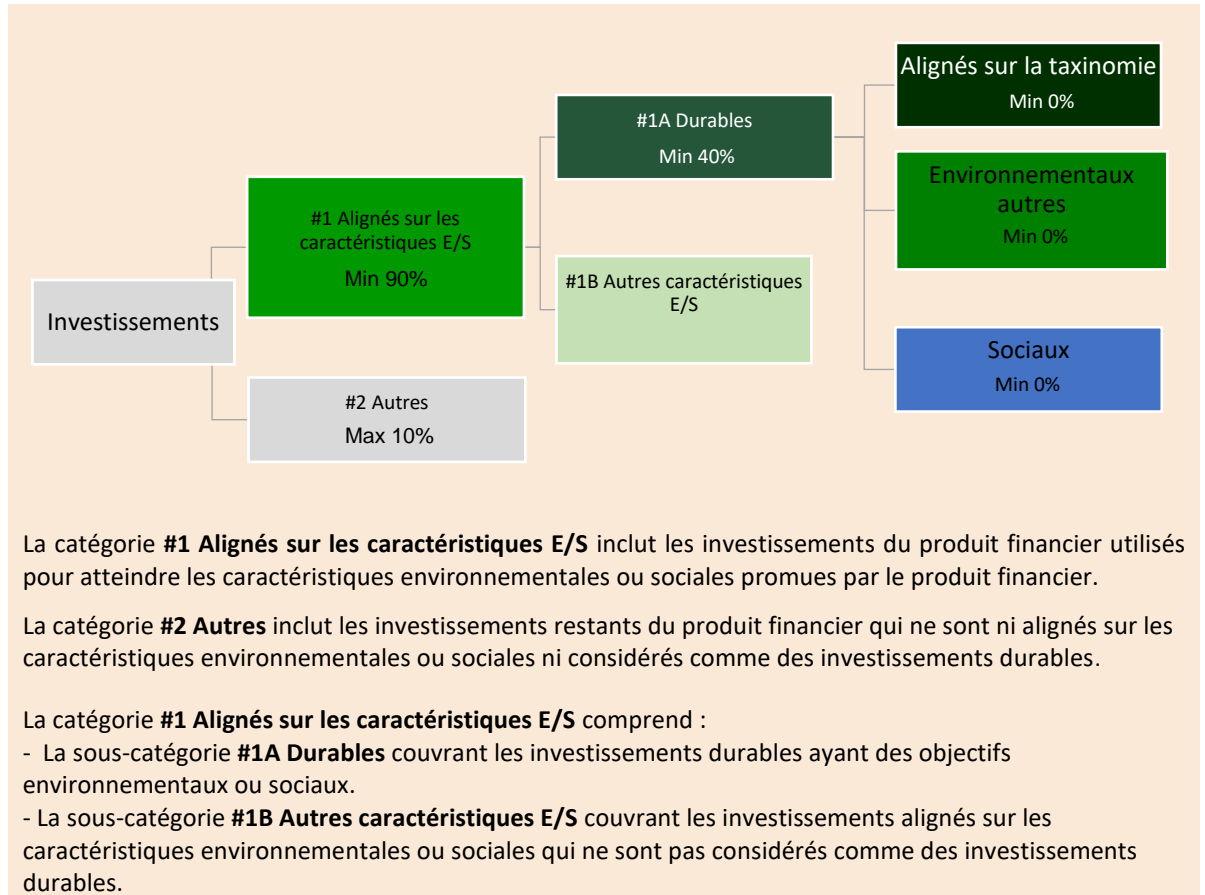 Alignés sur la taxinomie
Min 0%
#1A Durables
Min 40%
Environnementaux
autres
Min 0%
#1 Alignés sur les
caractéristiques E/S
Min 90%
#1B Autres caractéristiques
E/S
Investissements
Sociaux
Min 0%
#2 Autres
Max 10%
La catégorie #1 Alignés sur les caractéristiques E/S inclut les investissements du produit financier utilisés
pour atteindre les caractéristiques environnementales ou sociales promues par le produit financier.
La catégorie #2 Autres inclut les investissements restants du produit financier qui ne sont ni alignés sur les
caractéristiques environnementales ou sociales ni considérés comme des investissements durables.
La catégorie #1 Alignés sur les caractéristiques E/S comprend :
- La sous-catégorie #1A Durables couvrant les investissements durables ayant des objectifs
environnementaux ou sociaux.
- La sous-catégorie #1B Autres caractéristiques E/S couvrant les investissements alignés sur les
caractéristiques environnementales ou sociales qui ne sont pas considérés comme des investissements
durables.